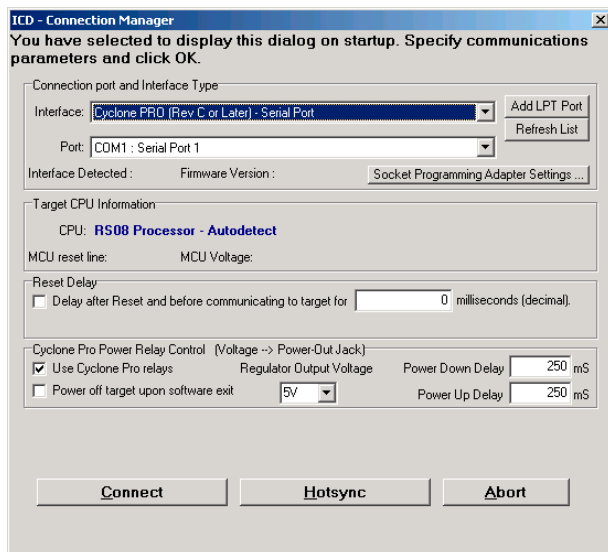 ICD - Connection Manager
You have selected to display this dialog on startup. Specify communications
parameters and click OK.
Connection port and Interface Type
Interface: Cyclone PRO (Rev C or Later) - Serial Port
Add LPT Port
Refresh List
Port: COM1 : Serial Port 1
Interface Detected : Firmware Version : Socket Programming Adapter Settings ...
Target CPU Information
CPU: RS08 Processor - Autodetect
MCU reset line: MCU Voltage:
Reset Delay
Delay after Reset and before communicating to target for 0 milliseconds (decimal).
Cyclone Pro Power Relay Control (Voltage --> Power-Out Jack)
Use Cyclone Pro relays Regulator Output Voltage Power Down Delay 250 mS
Power off target upon software exit 5V Power Up Delay 250 mS
Connect Hotsync Abort